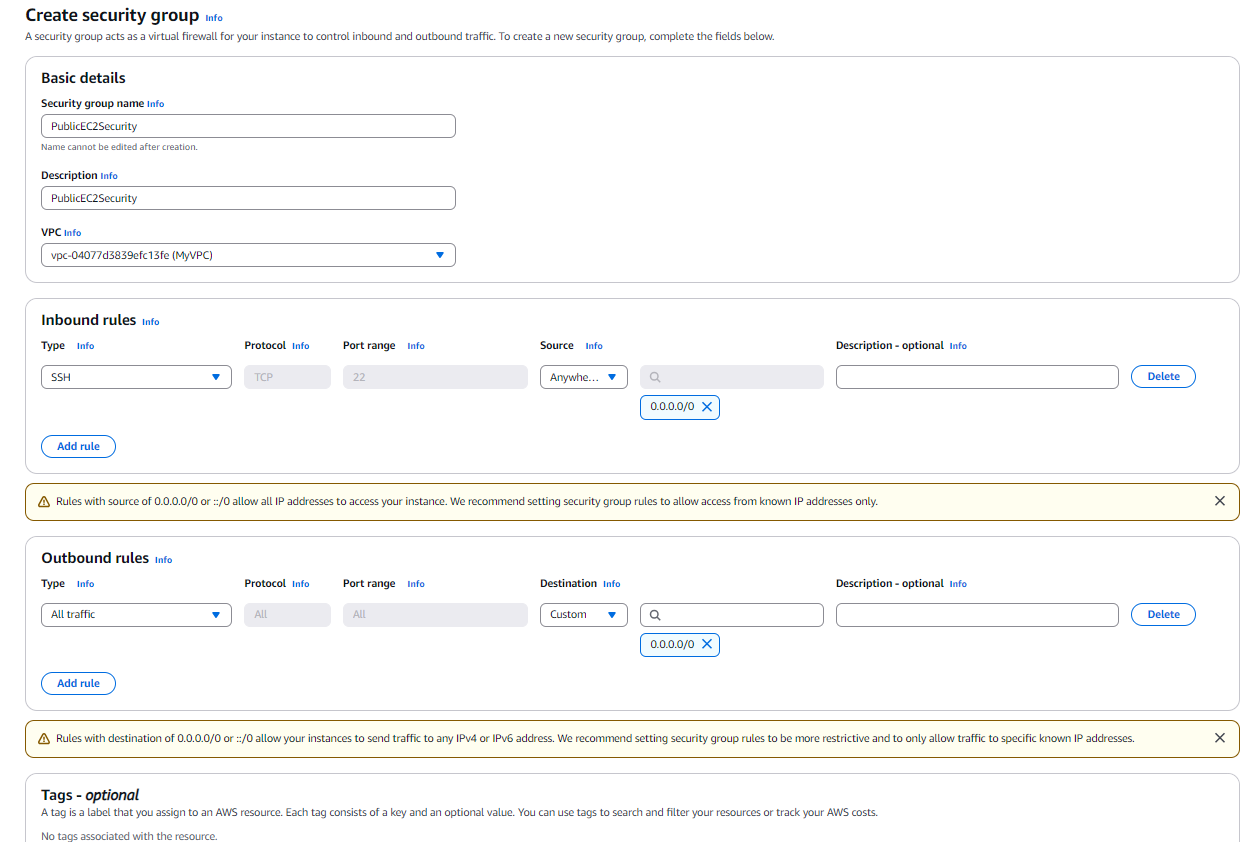 Create security group Info
A security group acts as a virtual firewall for your instance to control inbound and outbound traffic. To create a new security group, complete the fields below.
Basic details
Security group name Info
PublicEC2Security
Name cannot be edited after creation.
Description Info
PublicEC2Security
VPC Info
vpc-04077d3839efc13fe (MyVPC)
Inbound rules Info
Type Info Protocol Info Port range Info Source Info Description - optional Info
SSH TCP 22 Anywhe... Delete
0.0.0.0/0
Add rule
Rules with source of 0.0.0.0/0 or ::/0 allow all IP addresses to access your instance. We recommend setting security group rules to allow access from known IP addresses only.
Outbound rules Info
Type Info Protocol Info Port range Info Destination Info Description - optional Info
All traffic All All Custom Delete
0.0.0.0/0
Add rule
Rules with destination of 0.0.0.0/0 or ::/0 allow your instances to send traffic to any IPv4 or IPv6 address. We recommend setting security group rules to be more restrictive and to only allow traffic to specific known IP addresses.
Tags - optional
A tag is a label that you assign to an AWS resource. Each tag consists of a key and an optional value. You can use tags to search and filter your resources or track your AWS costs.
No tags associated with the resource.